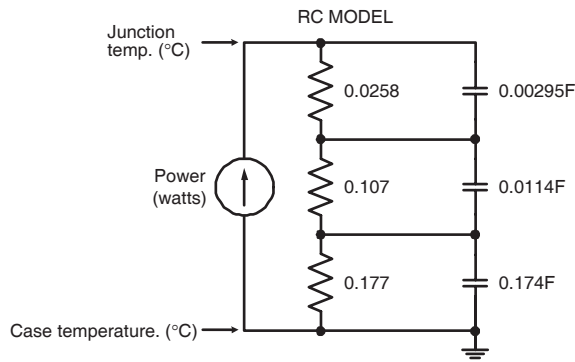 RC MODEL
Junction
temp. (°C)
0.0258
0.00295F
Power
(watts)
0.107
0.0114F
0.177
0.174F
Case temperature. (°C)